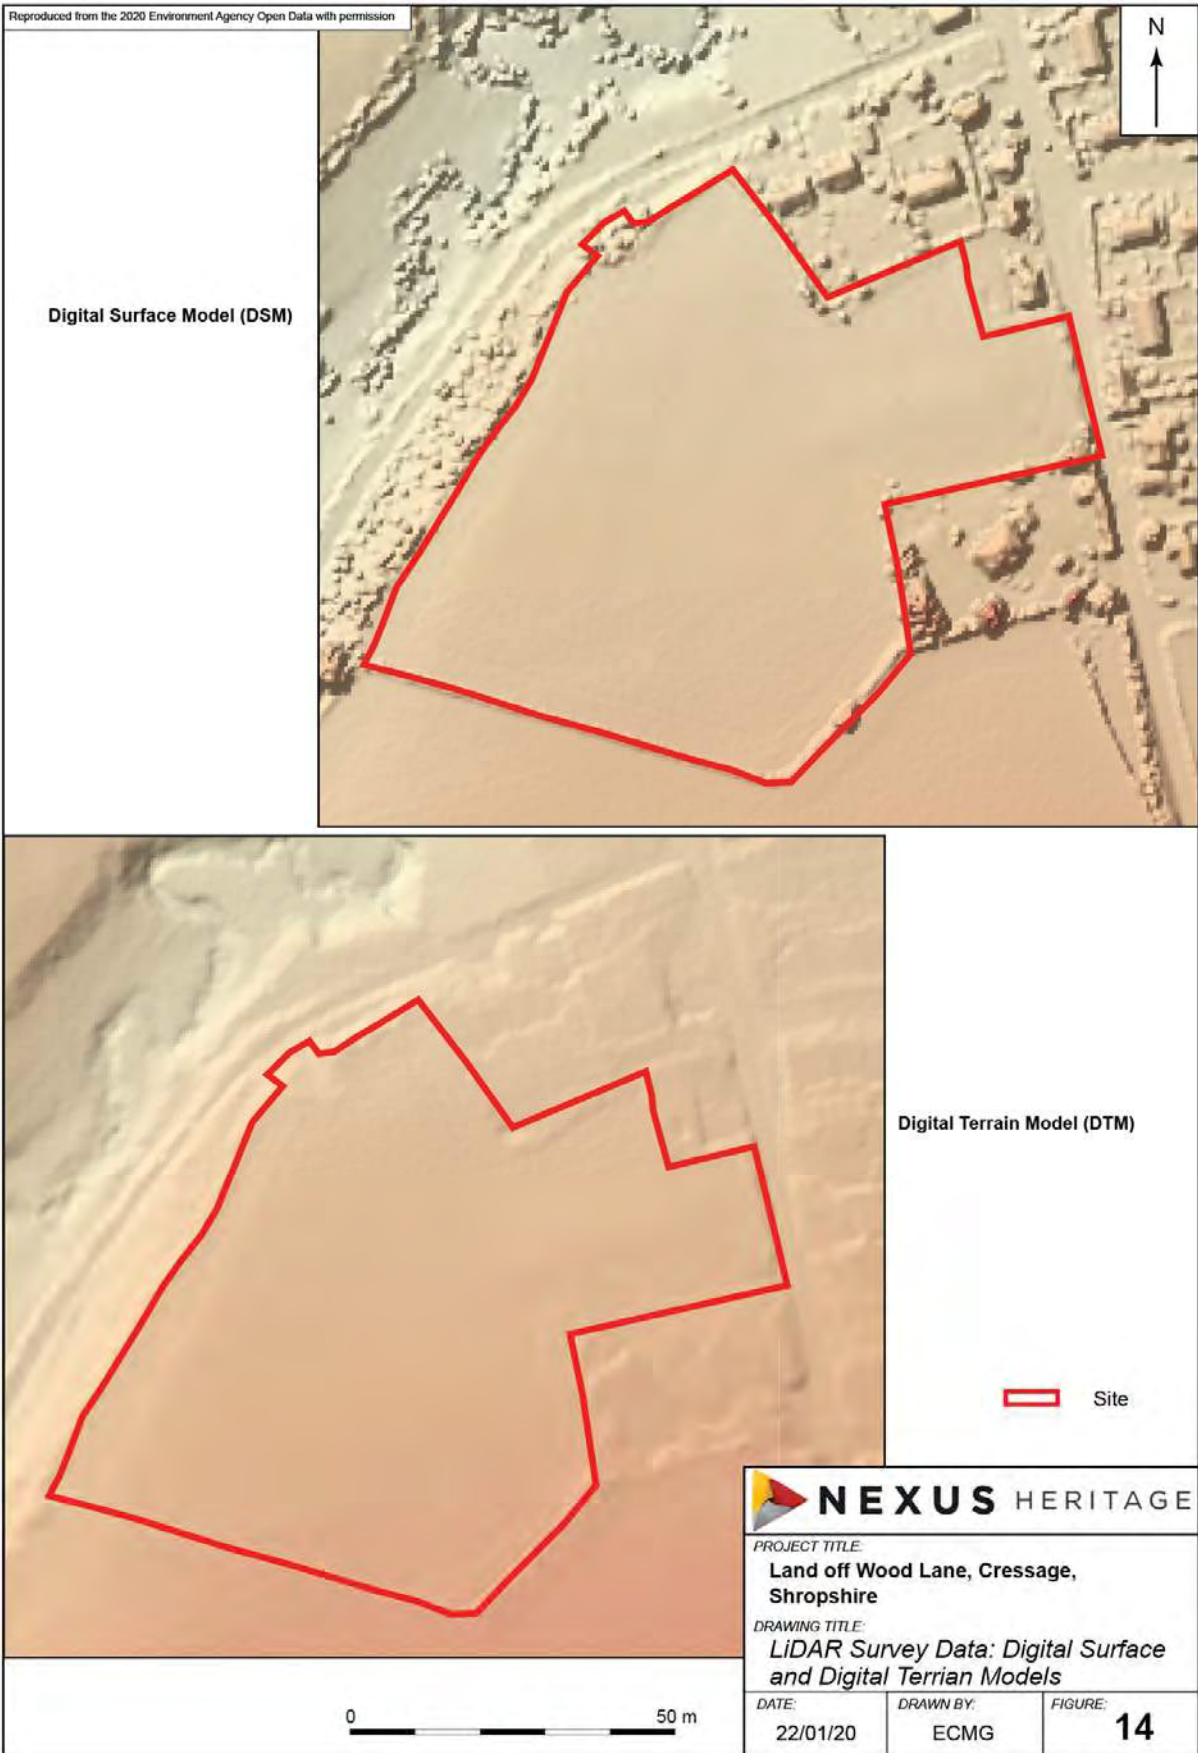 Reproduced from the 2020 Environment Agency Open Data with permission
N
Digital Surface Model (DSM)
Digital Terrain Model (DTM)
Site
NEXUS HERITAGE
PROJECT TITLE:
Land off Wood Lane, Cressage,
Shropshire
DRAWING TITLE:
LiDAR Survey Data: Digital Surface
and Digital Terrian Models
DATE:
22/01/20
DRAWN BY:
ECMG
FIGURE:
14
0 50 m